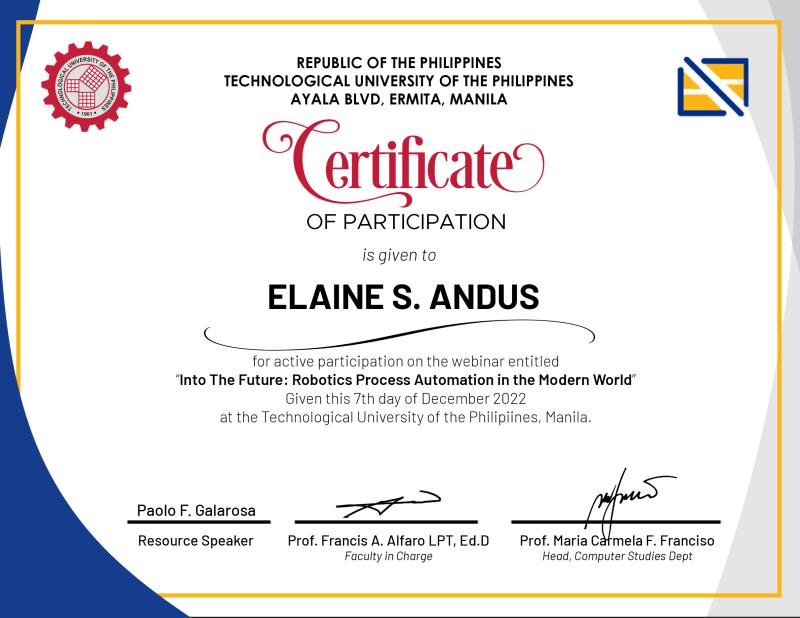 REPUBLIC OF THE PHILIPPINES
TECHNOLOGICAL UNIVERSITY OF THE PHILIPPINES
AYALA BLVD, ERMITA, MANILA
TECHNOLOGICAL UNIVERSITY OF THE PHILIPPINES
• 1901 •
Certificate
OF PARTICIPATION
is given to
ELAINE S. ANDUS
for active participation on the webinar entitled
“Into The Future: Robotics Process Automation in the Modern World”
Given this 7th day of December 2022
at the Technological University of the Philipiines, Manila.
Paolo F. Galarosa
Resource Speaker
Prof. Francis A. Alfaro LPT, Ed.D
Faculty in Charge
Prof. Maria Carmela F. Franciso
Head, Computer Studies Dept